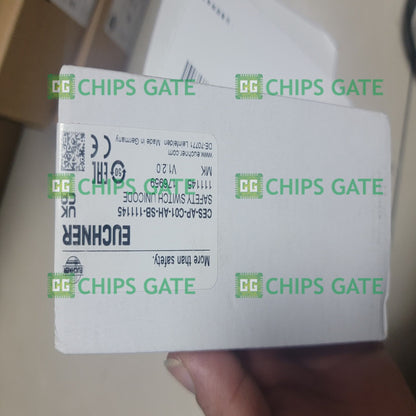 More than safety.
EUCHNER
CES-AP-C01-AH-SB-111145
SAFETY SWITCH UNICODE
111145
MK V1.2.0
www.euchner.com
DE-70771 Leinfelden Made in Germany
CE
EAC
UK
CA
CHIPS GATE
CHIPS GATE
CHIPS GATE
CHIPS GATE
CHIPS GATE
CHIPS GATE